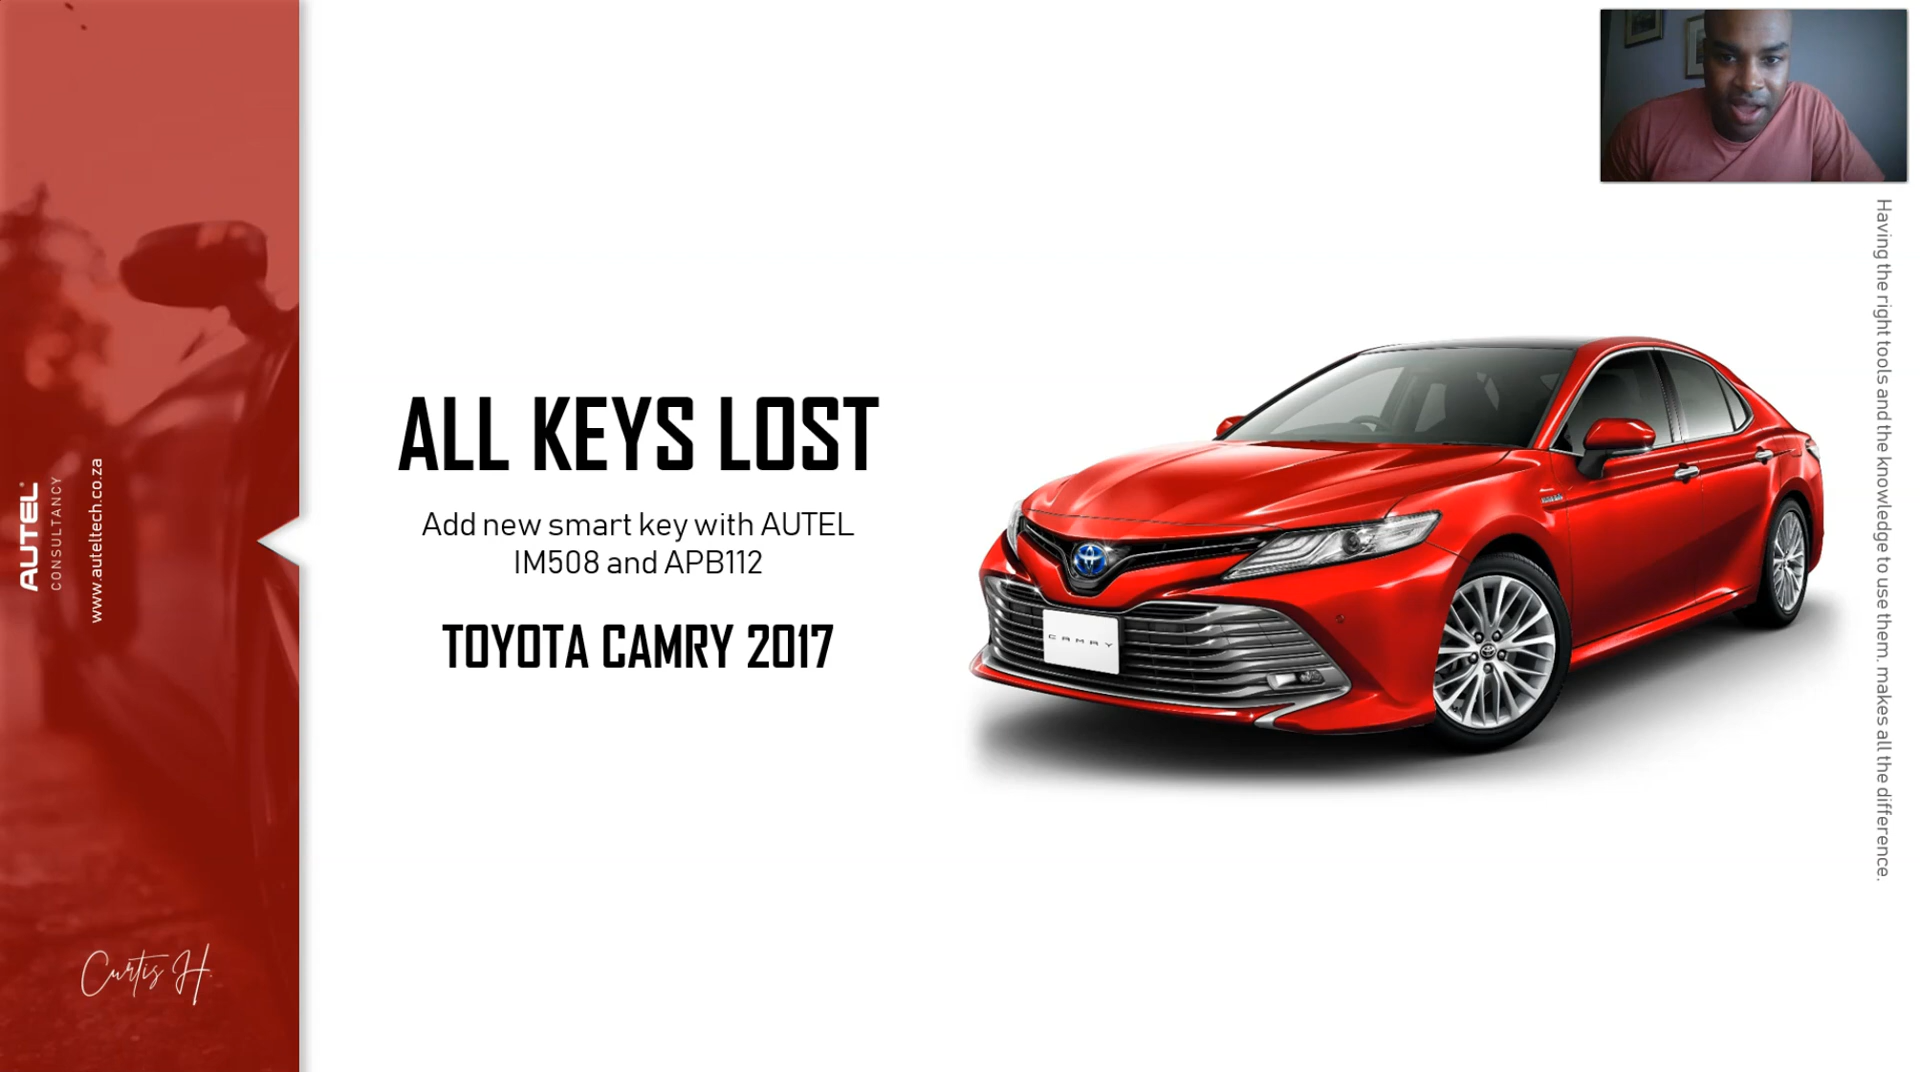 AUTEL
CONSULTANCY
www.auteltech.co.za
Curtis H.
ALL KEYS LOST
Add new smart key with AUTEL
IM508 and APB112
TOYOTA CAMRY 2017
CAMRY
Having the right tools and the knowledge to use them. makes all the difference.